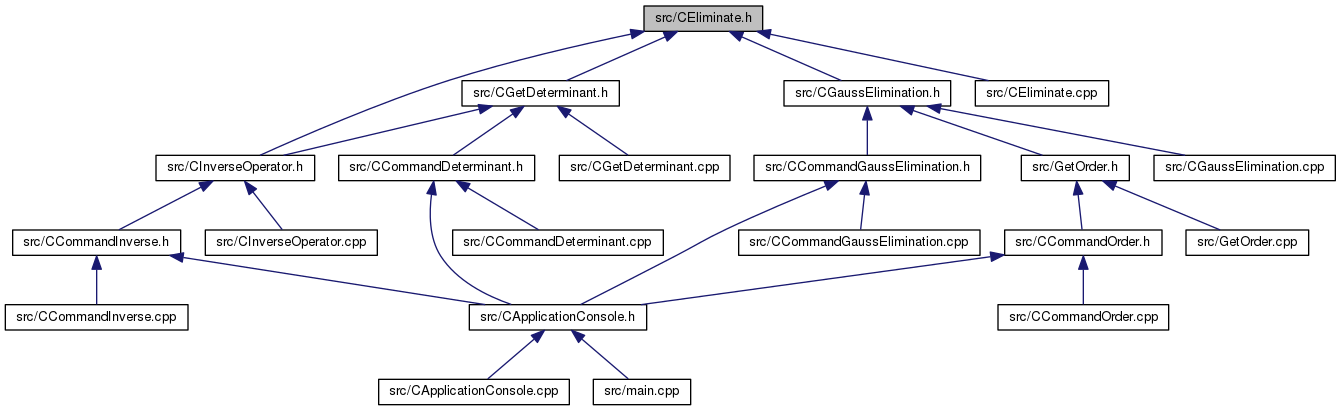 src/CEliminate.h
src/CGetDeterminant.h
src/CGaussElimination.h
src/CEliminate.cpp
src/CInverseOperator.h
src/CCommandDeterminant.h
src/CGetDeterminant.cpp
src/CCommandGaussElimination.h
src/GetOrder.h
src/CGaussElimination.cpp
src/CCommandInverse.h
src/CInverseOperator.cpp
src/CCommandDeterminant.cpp
src/CCommandGaussElimination.cpp
src/CCommandOrder.h
src/GetOrder.cpp
src/CCommandInverse.cpp
src/CApplicationConsole.h
src/CCommandOrder.cpp
src/CApplicationConsole.cpp
src/main.cpp